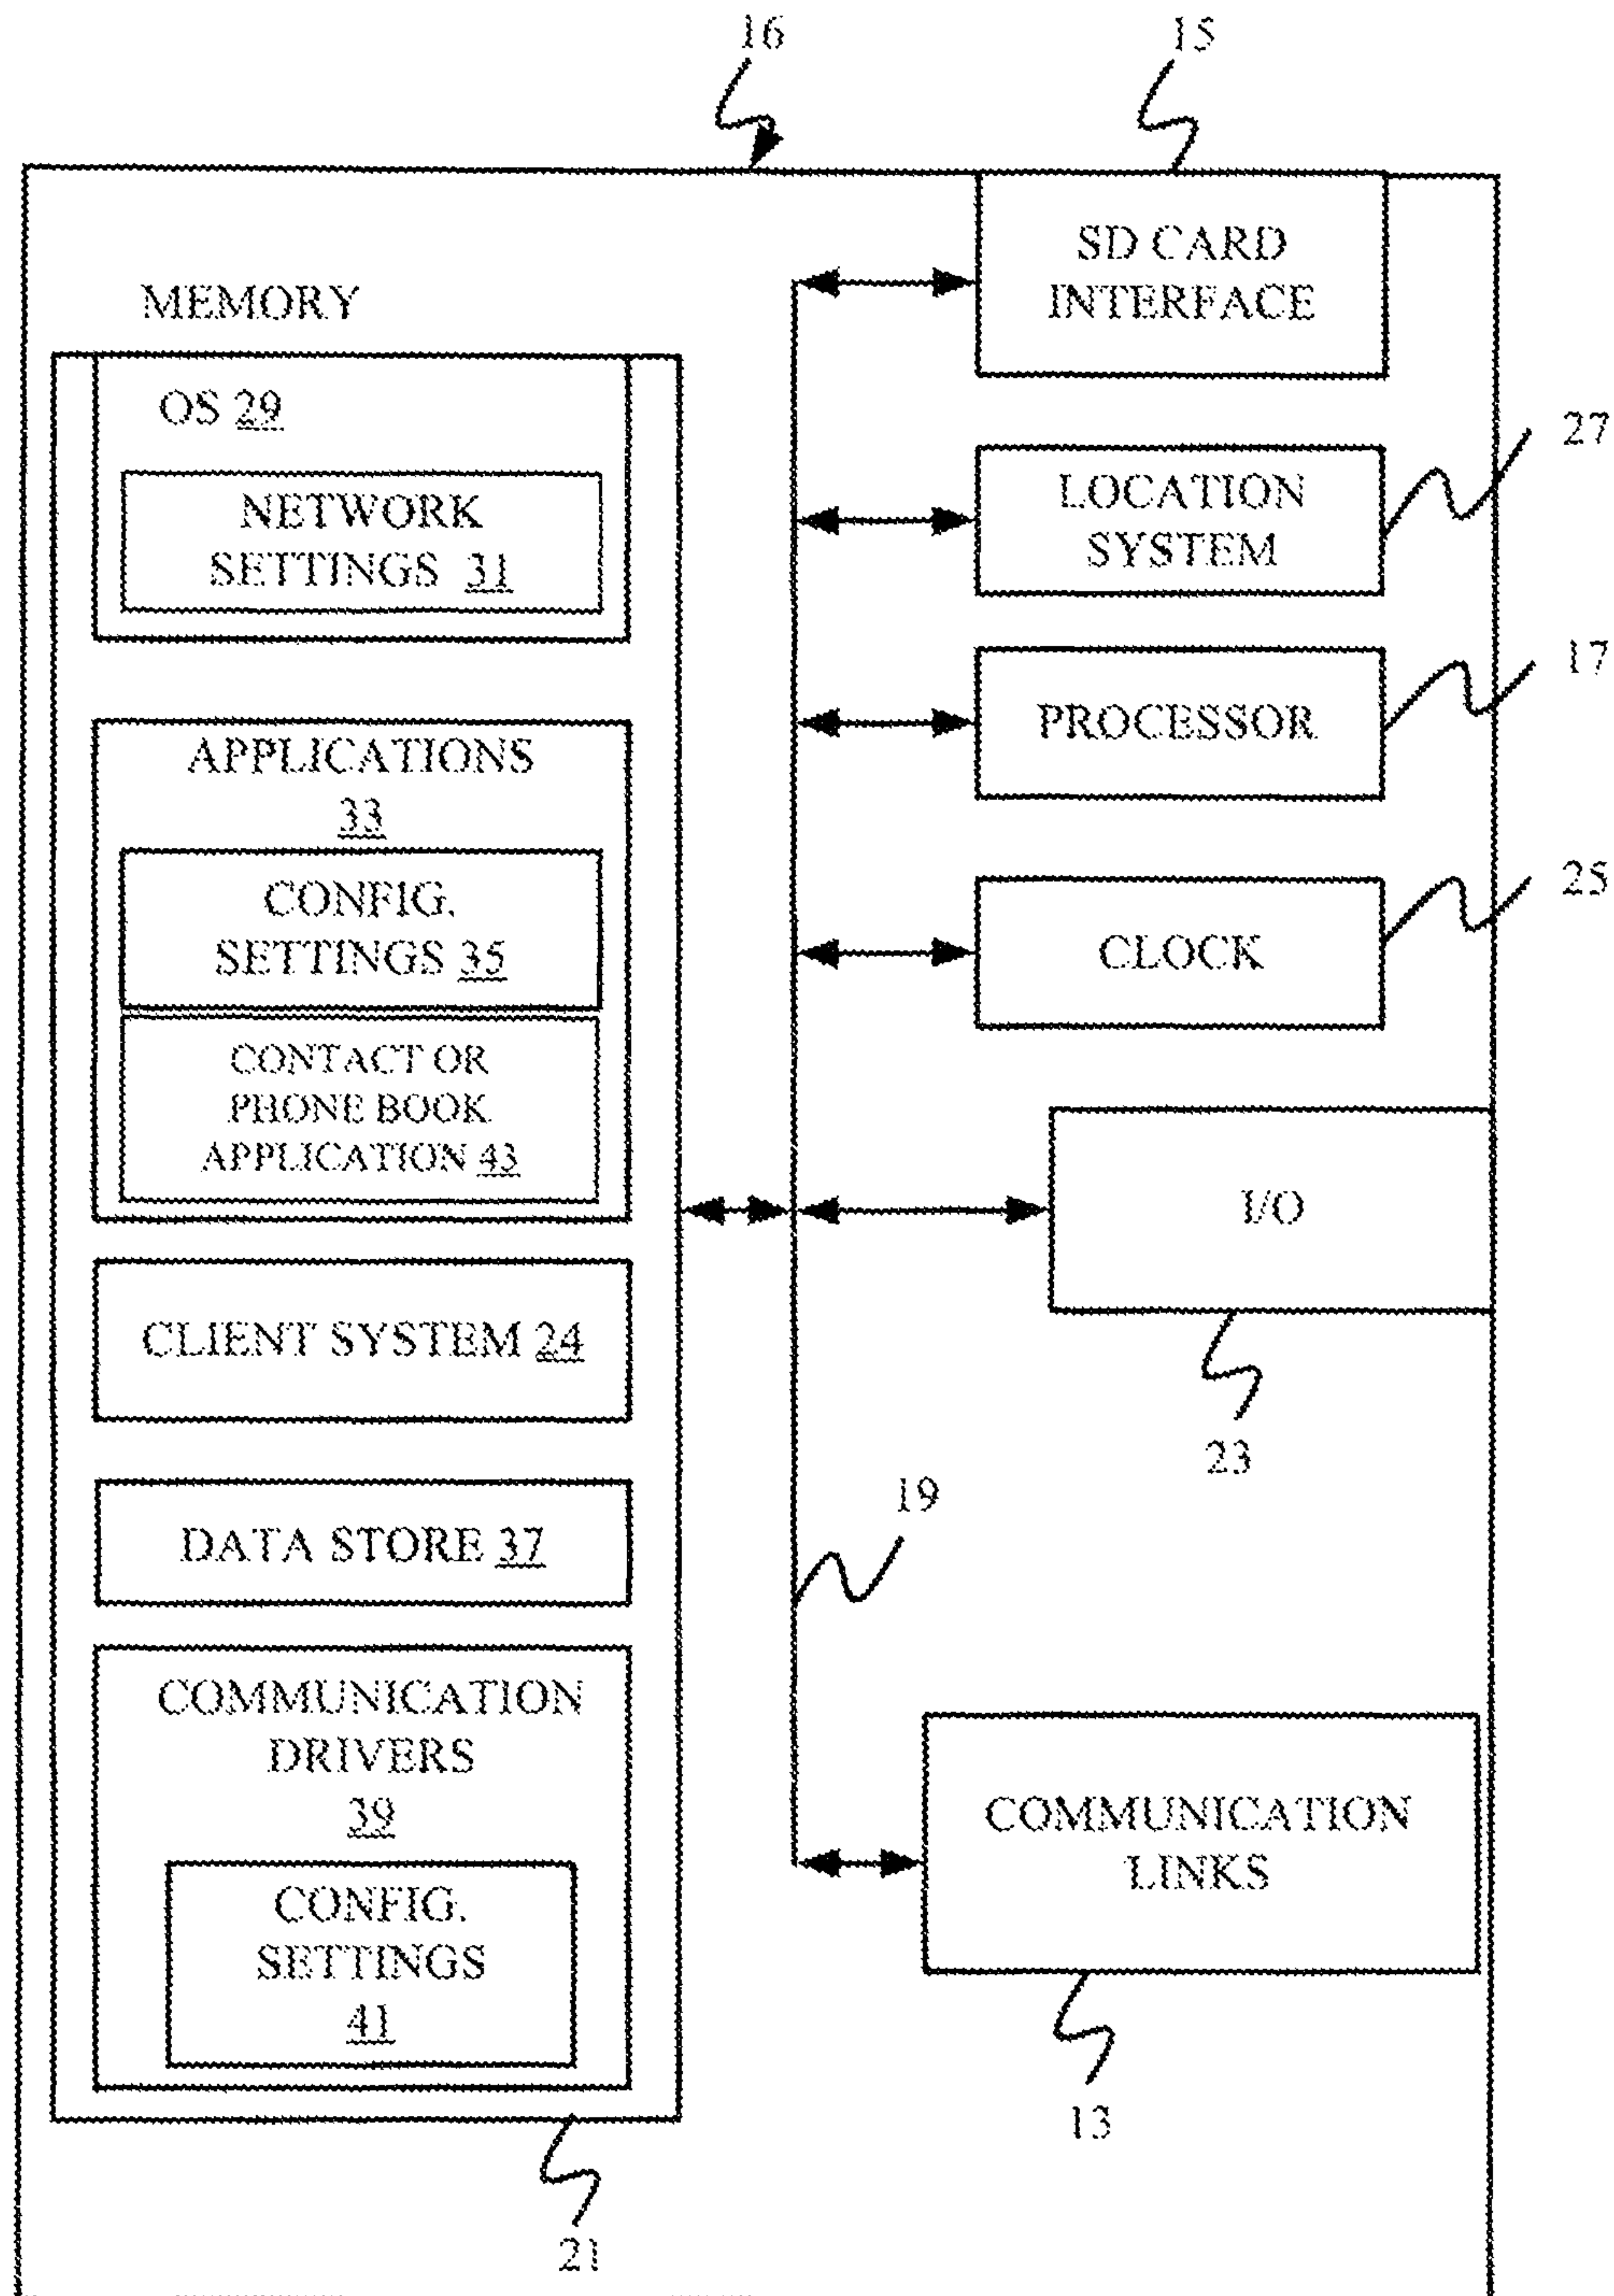 16
15
MEMORY
OS 29
NETWORK
SETTINGS 31
APPLICATIONS
33
CONFIG.
SETTINGS 35
CONTACT OR
PHONE BOOK
APPLICATION 43
CLIENT SYSTEM 24
DATA STORE 37
COMMUNICATION
DRIVERS
39
CONFIG.
SETTINGS
41
21
SD CARD
INTERFACE
LOCATION
SYSTEM
27
PROCESSOR
17
CLOCK
25
I/O
23
19
COMMUNICATION
LINKS
13